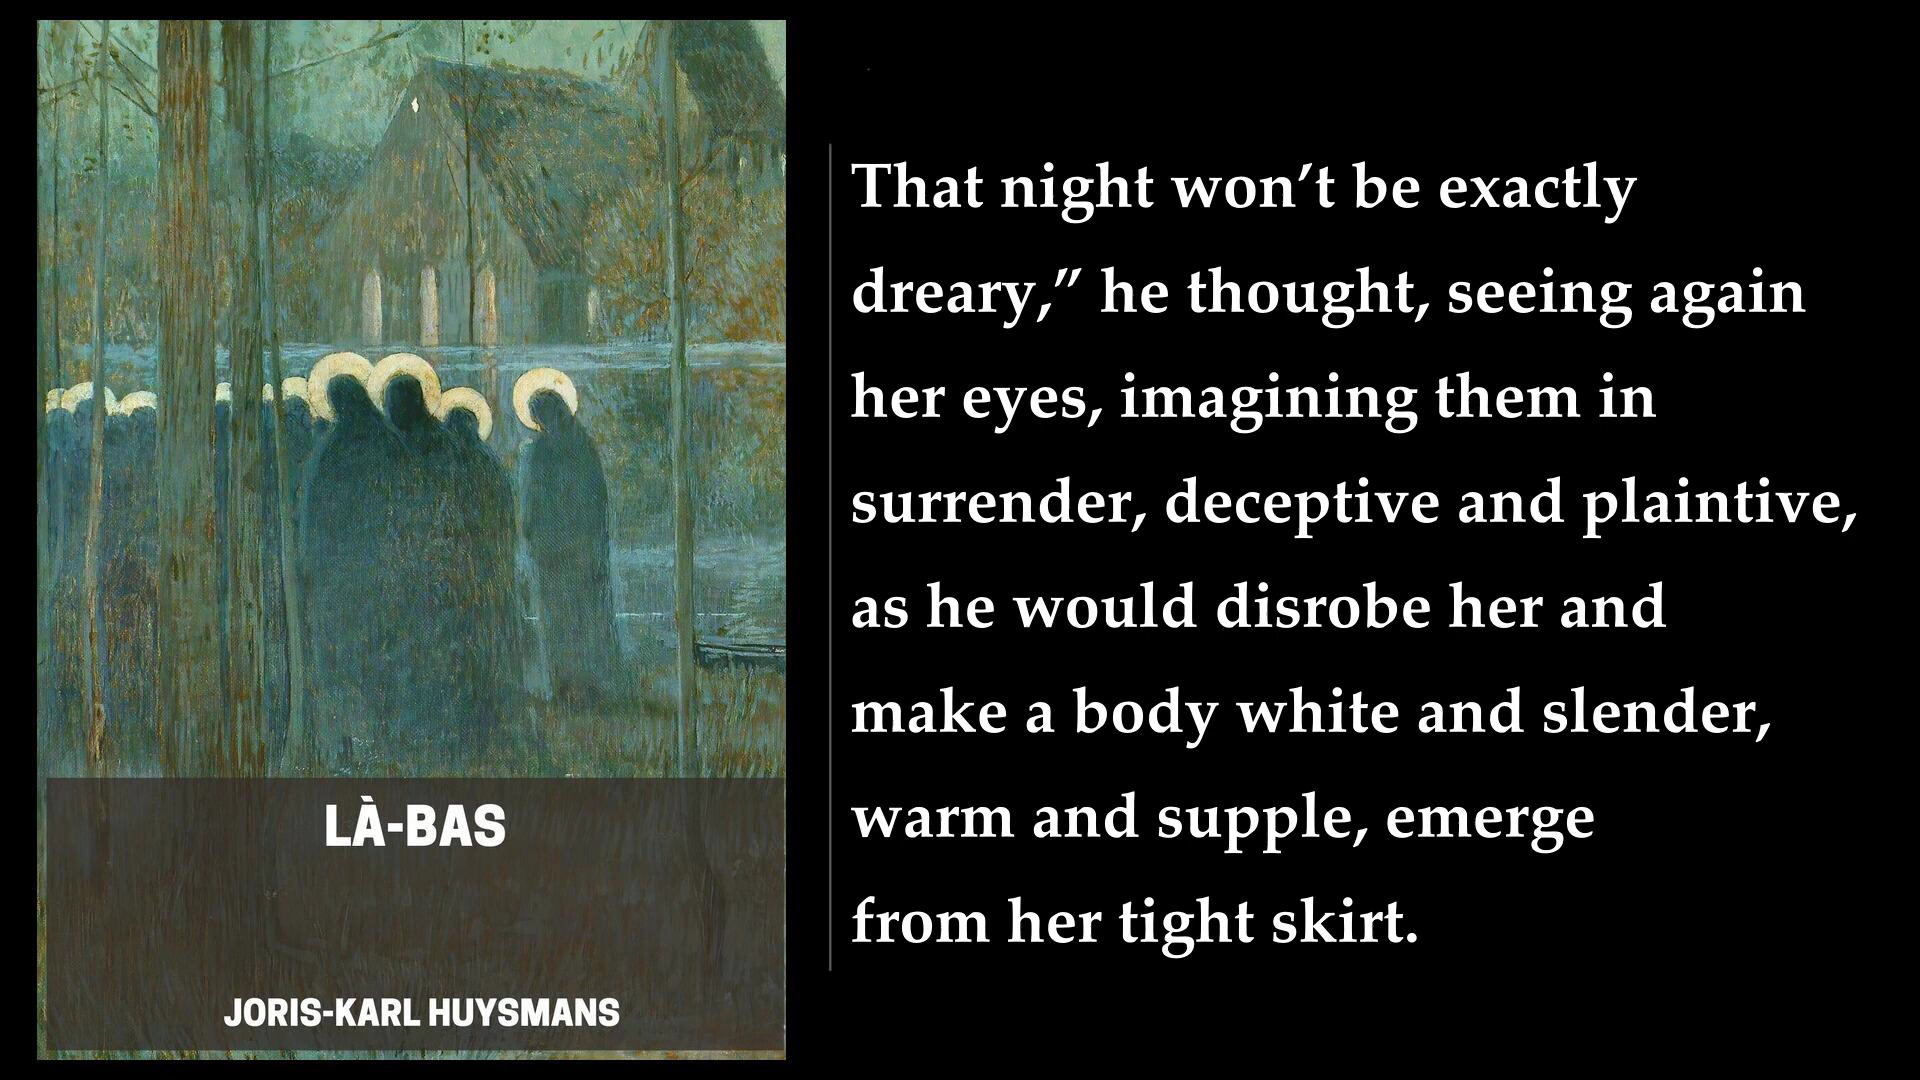 LÀ-BAS
JORIS-KARL HUYSMANS
That night won’t be exactly
dreary,” he thought, seeing again
her eyes, imagining them in
surrender, deceptive and plaintive,
as he would disrobe her and
make a body white and slender,
warm and supple, emerge
from her tight skirt.